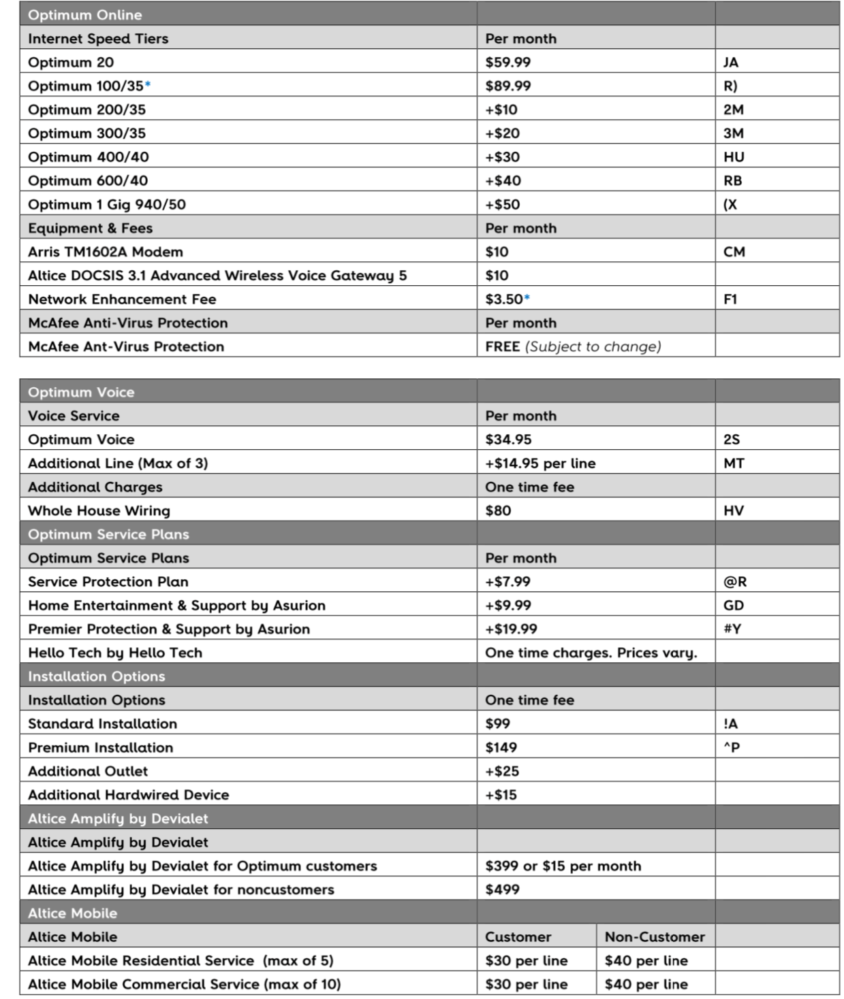 Optimum Online
Internet Speed Tiers Per month
Optimum 20 $59.99 JA
Optimum 100/35* $89.99 R)
Optimum 200/35 +$10 2M
Optimum 300/35 +$20 3M
Optimum 400/40 +$30 HU
Optimum 600/40 +$40 RB
Optimum 1 Gig 940/50 +$50 (X
Equipment & Fees Per month
Arris TM1602A Modem $10 CM
Altice DOCSIS 3.1 Advanced Wireless Voice Gateway 5 $10
Network Enhancement Fee $3.50* F1
McAfee Anti-Virus Protection Per month
McAfee Ant-Virus Protection FREE (Subject to change)
Optimum Voice
Voice Service Per month
Optimum Voice $34.95 2S
Additional Line (Max of 3) +$14.95 per line MT
Additional Charges One time fee
Whole House Wiring $80 HV
Optimum Service Plans
Optimum Service Plans Per month
Service Protection Plan +$7.99 @R
Home Entertainment & Support by Asurion +$9.99 GD
Premier Protection & Support by Asurion +$19.99 #Y
Hello Tech by Hello Tech One time charges. Prices vary.
Installation Options
Installation Options One time fee
Standard Installation $99 !A
Premium Installation $149 ^P
Additional Outlet +$25
Additional Hardwired Device +$15
Altice Amplify by Devialet
Altice Amplify by Devialet
Altice Amplify by Devialet for Optimum customers $399 or $15 per month
Altice Amplify by Devialet for noncustomers $499
Altice Mobile
Altice Mobile Customer Non-Customer
Altice Mobile Residential Service (max of 5) $30 per line $40 per line
Altice Mobile Commercial Service (max of 10) $30 per line $40 per line